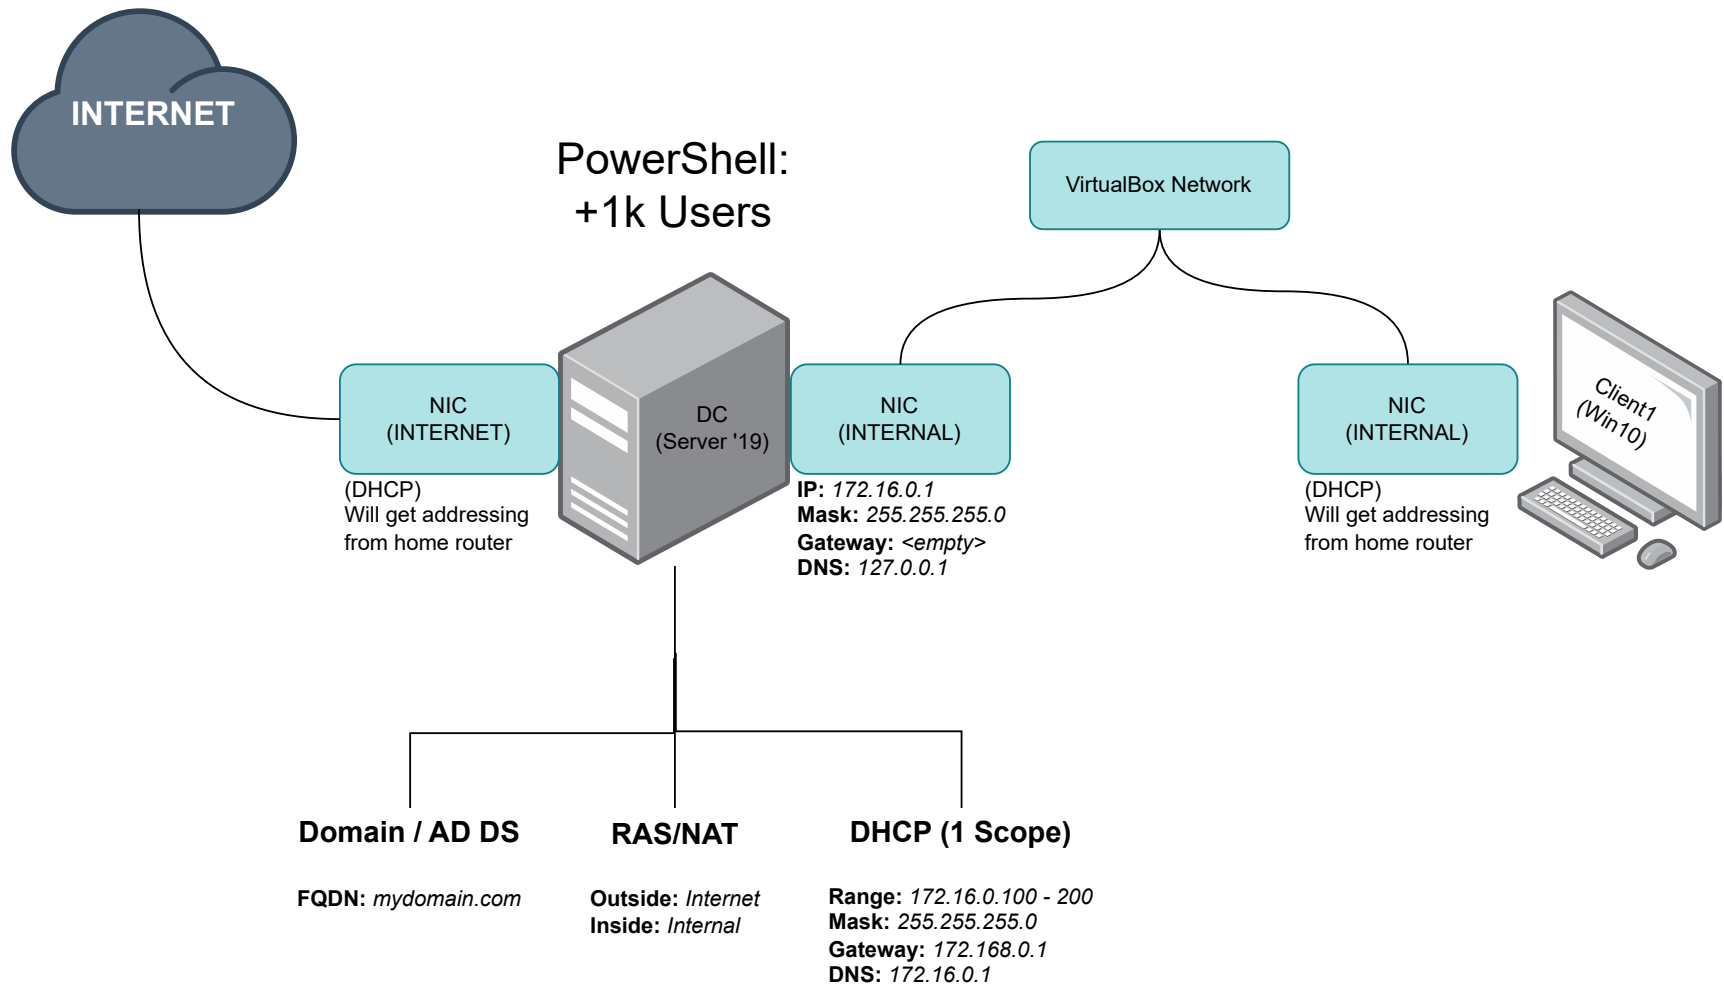 INTERNET
PowerShell:
+1k Users
VirtualBox Network
NIC
(INTERNET)
(DHCP)
Will get addressing
from home router
DC
(Server '19)
NIC
(INTERNAL)
IP: 172.16.0.1
Mask: 255.255.255.0
Gateway: <empty>
DNS: 127.0.0.1
NIC
(INTERNAL)
(DHCP)
Will get addressing
from home router
Client1
(Win10)
Domain / AD DS
FQDN: mydomain.com
RAS/NAT
Outside: Internet
Inside: Internal
DHCP (1 Scope)
Range: 172.16.0.100 - 200
Mask: 255.255.255.0
Gateway: 172.168.0.1
DNS: 172.16.0.1